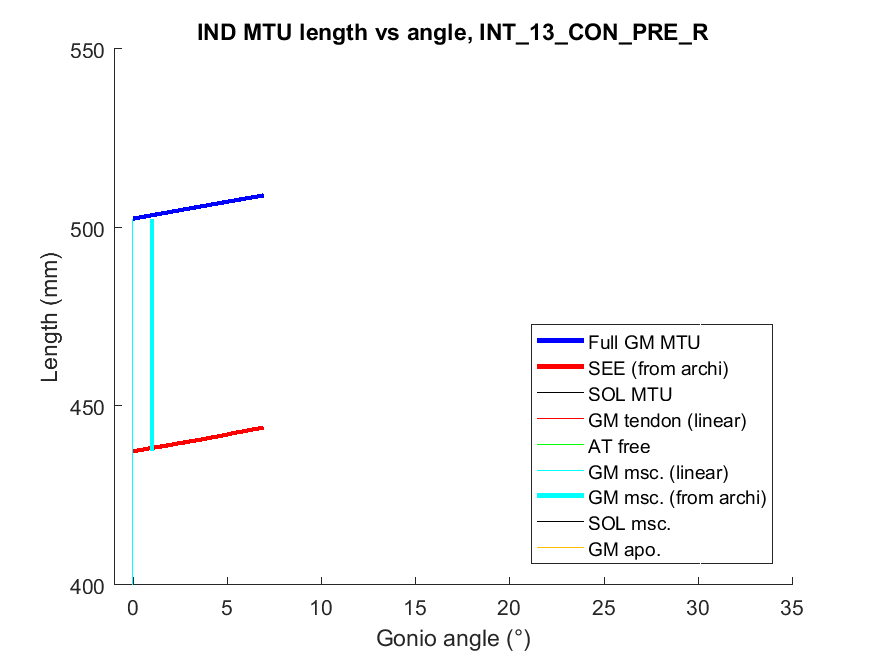 IND MTU length vs angle, INT_13_CON_PRE_R
550
500
450
400
Length (mm)
0 5 10 15 20 25 30 35
Gonio angle (°)
Full GM MTU
SEE (from archi)
SOL MTU
GM tendon (linear)
AT free
GM msc. (linear)
GM msc. (from archi)
SOL msc.
GM apo.